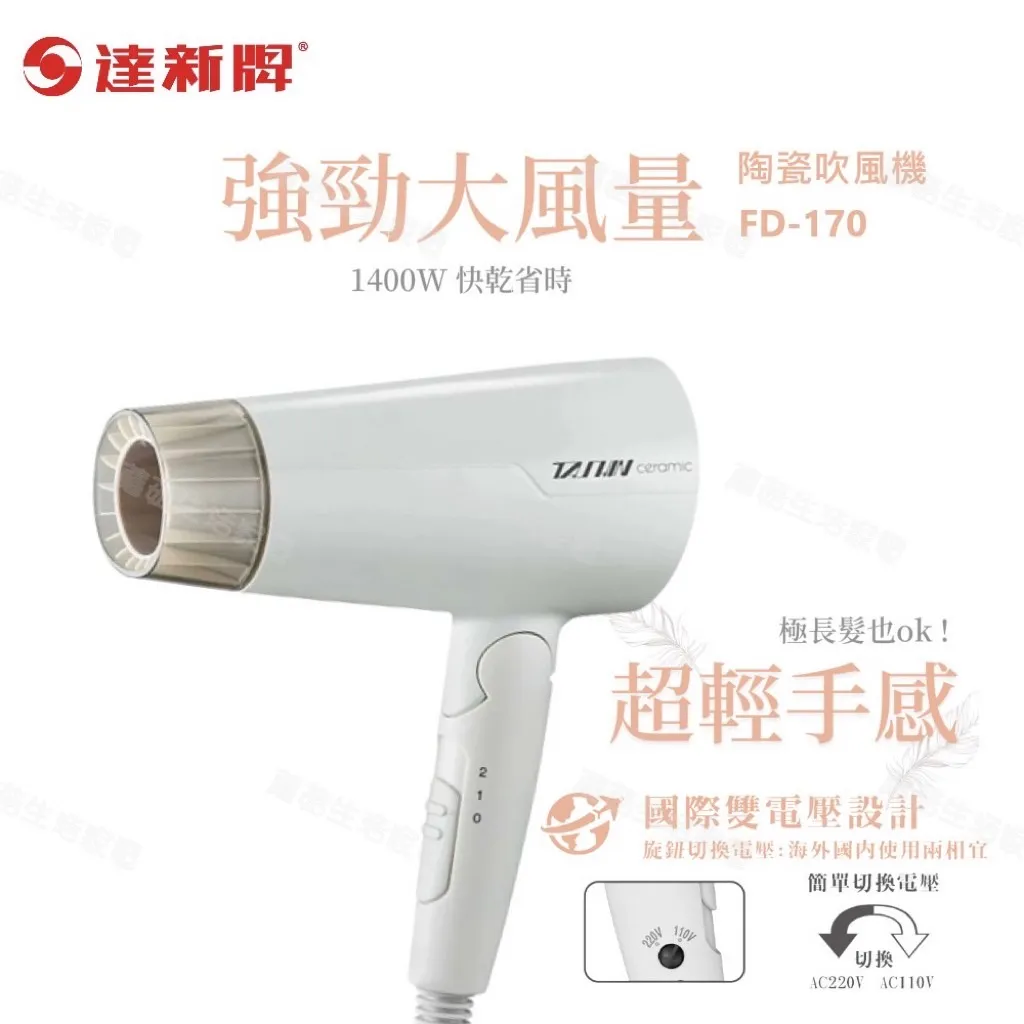 達新牌®
強勁大風量
陶瓷吹風機
FD-170
1400W 快乾省時
TASHIN ceramic
極長髮也ok!
超輕手感
2
1
0
國際雙電壓設計
旋鈕切換電壓:海外國內使用兩相宜
簡單切換電壓
220V 110V
切換
AC220V AC110V